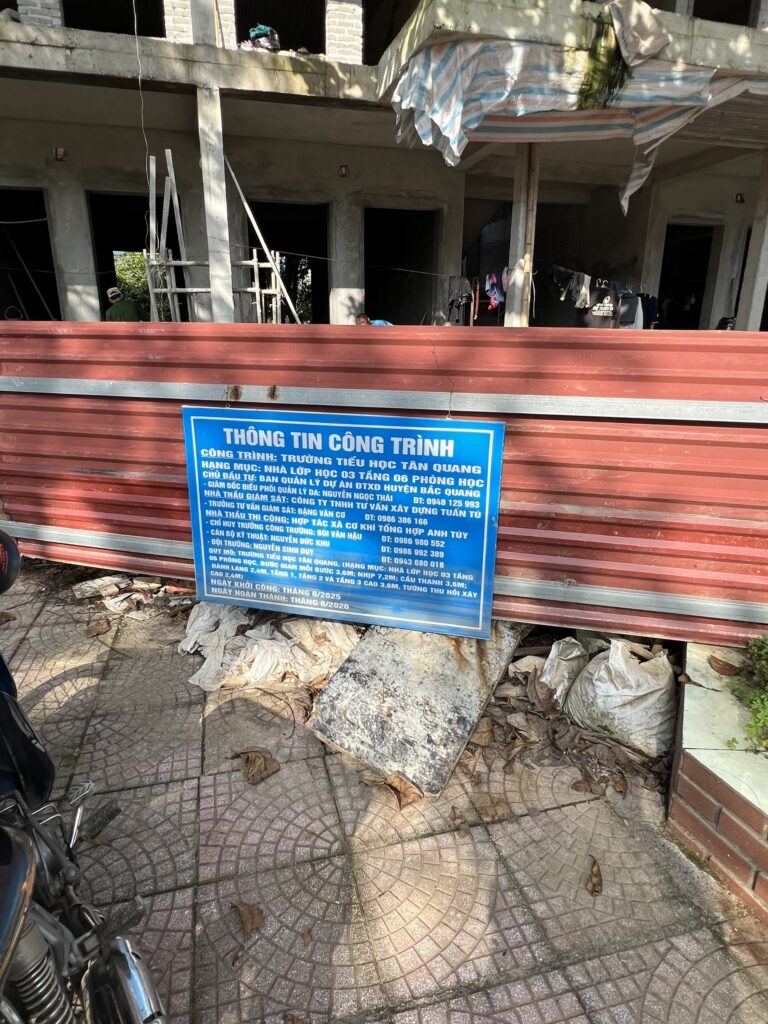 THÔNG TIN CÔNG TRÌNH
CÔNG TRÌNH: TRƯỜNG TIỂU HỌC TÂN QUANG
HẠNG MỤC: NHÀ LỚP HỌC 03 TẦNG 06 PHÒNG HỌC
CHỦ ĐẦU TƯ: BAN QUẢN LÝ DỰ ÁN ĐTXD HUYỆN BẮC QUANG
- GIÁM ĐỐC ĐIỀU PHỐI QUẢN LÝ DA: NGUYỄN NGỌC THÁI ĐT: 0948 125 993
NHÀ THẦU GIÁM SÁT: CÔNG TY TNHH TƯ VẤN XÂY DỰNG TUẤN TÚ
- TRƯỞNG TƯ VẤN GIÁM SÁT: ĐẶNG VĂN CƠ ĐT: 0986 386 166
NHÀ THẦU THI CÔNG: HỢP TÁC XÃ CƠ KHÍ TỔNG HỢP ANH TÚY
- CHỈ HUY TRƯỞNG CÔNG TRƯỜNG: BÙI VĂN HẬU ĐT: 0986 980 552
- CÁN BỘ KỸ THUẬT: NGUYỄN ĐỨC KHU ĐT: 0986 992 389
- ĐỘI TRƯỞNG: NGUYỄN SINH DUY ĐT: 0943 680 018
QUY MÔ: TRƯỜNG TIỂU HỌC TÂN QUANG, (HẠNG MỤC: NHÀ LỚP HỌC 03 TẦNG
06 PHÒNG HỌC, BƯỚC GIAN MỖI BƯỚC 3,6M; NHỊP 7,2M; CẦU THANH 3,6M;
HÀNH LANG 2,4M, TẦNG 1, TẦNG 2 VÀ TẦNG 3 CAO 3.6M, TƯỜNG THU HỒI XÂY
CAO 2,4M)
NGÀY KHỞI CÔNG: THÁNG 6/2025
NGÀY HOÀN THÀNH: THÁNG 6/2026